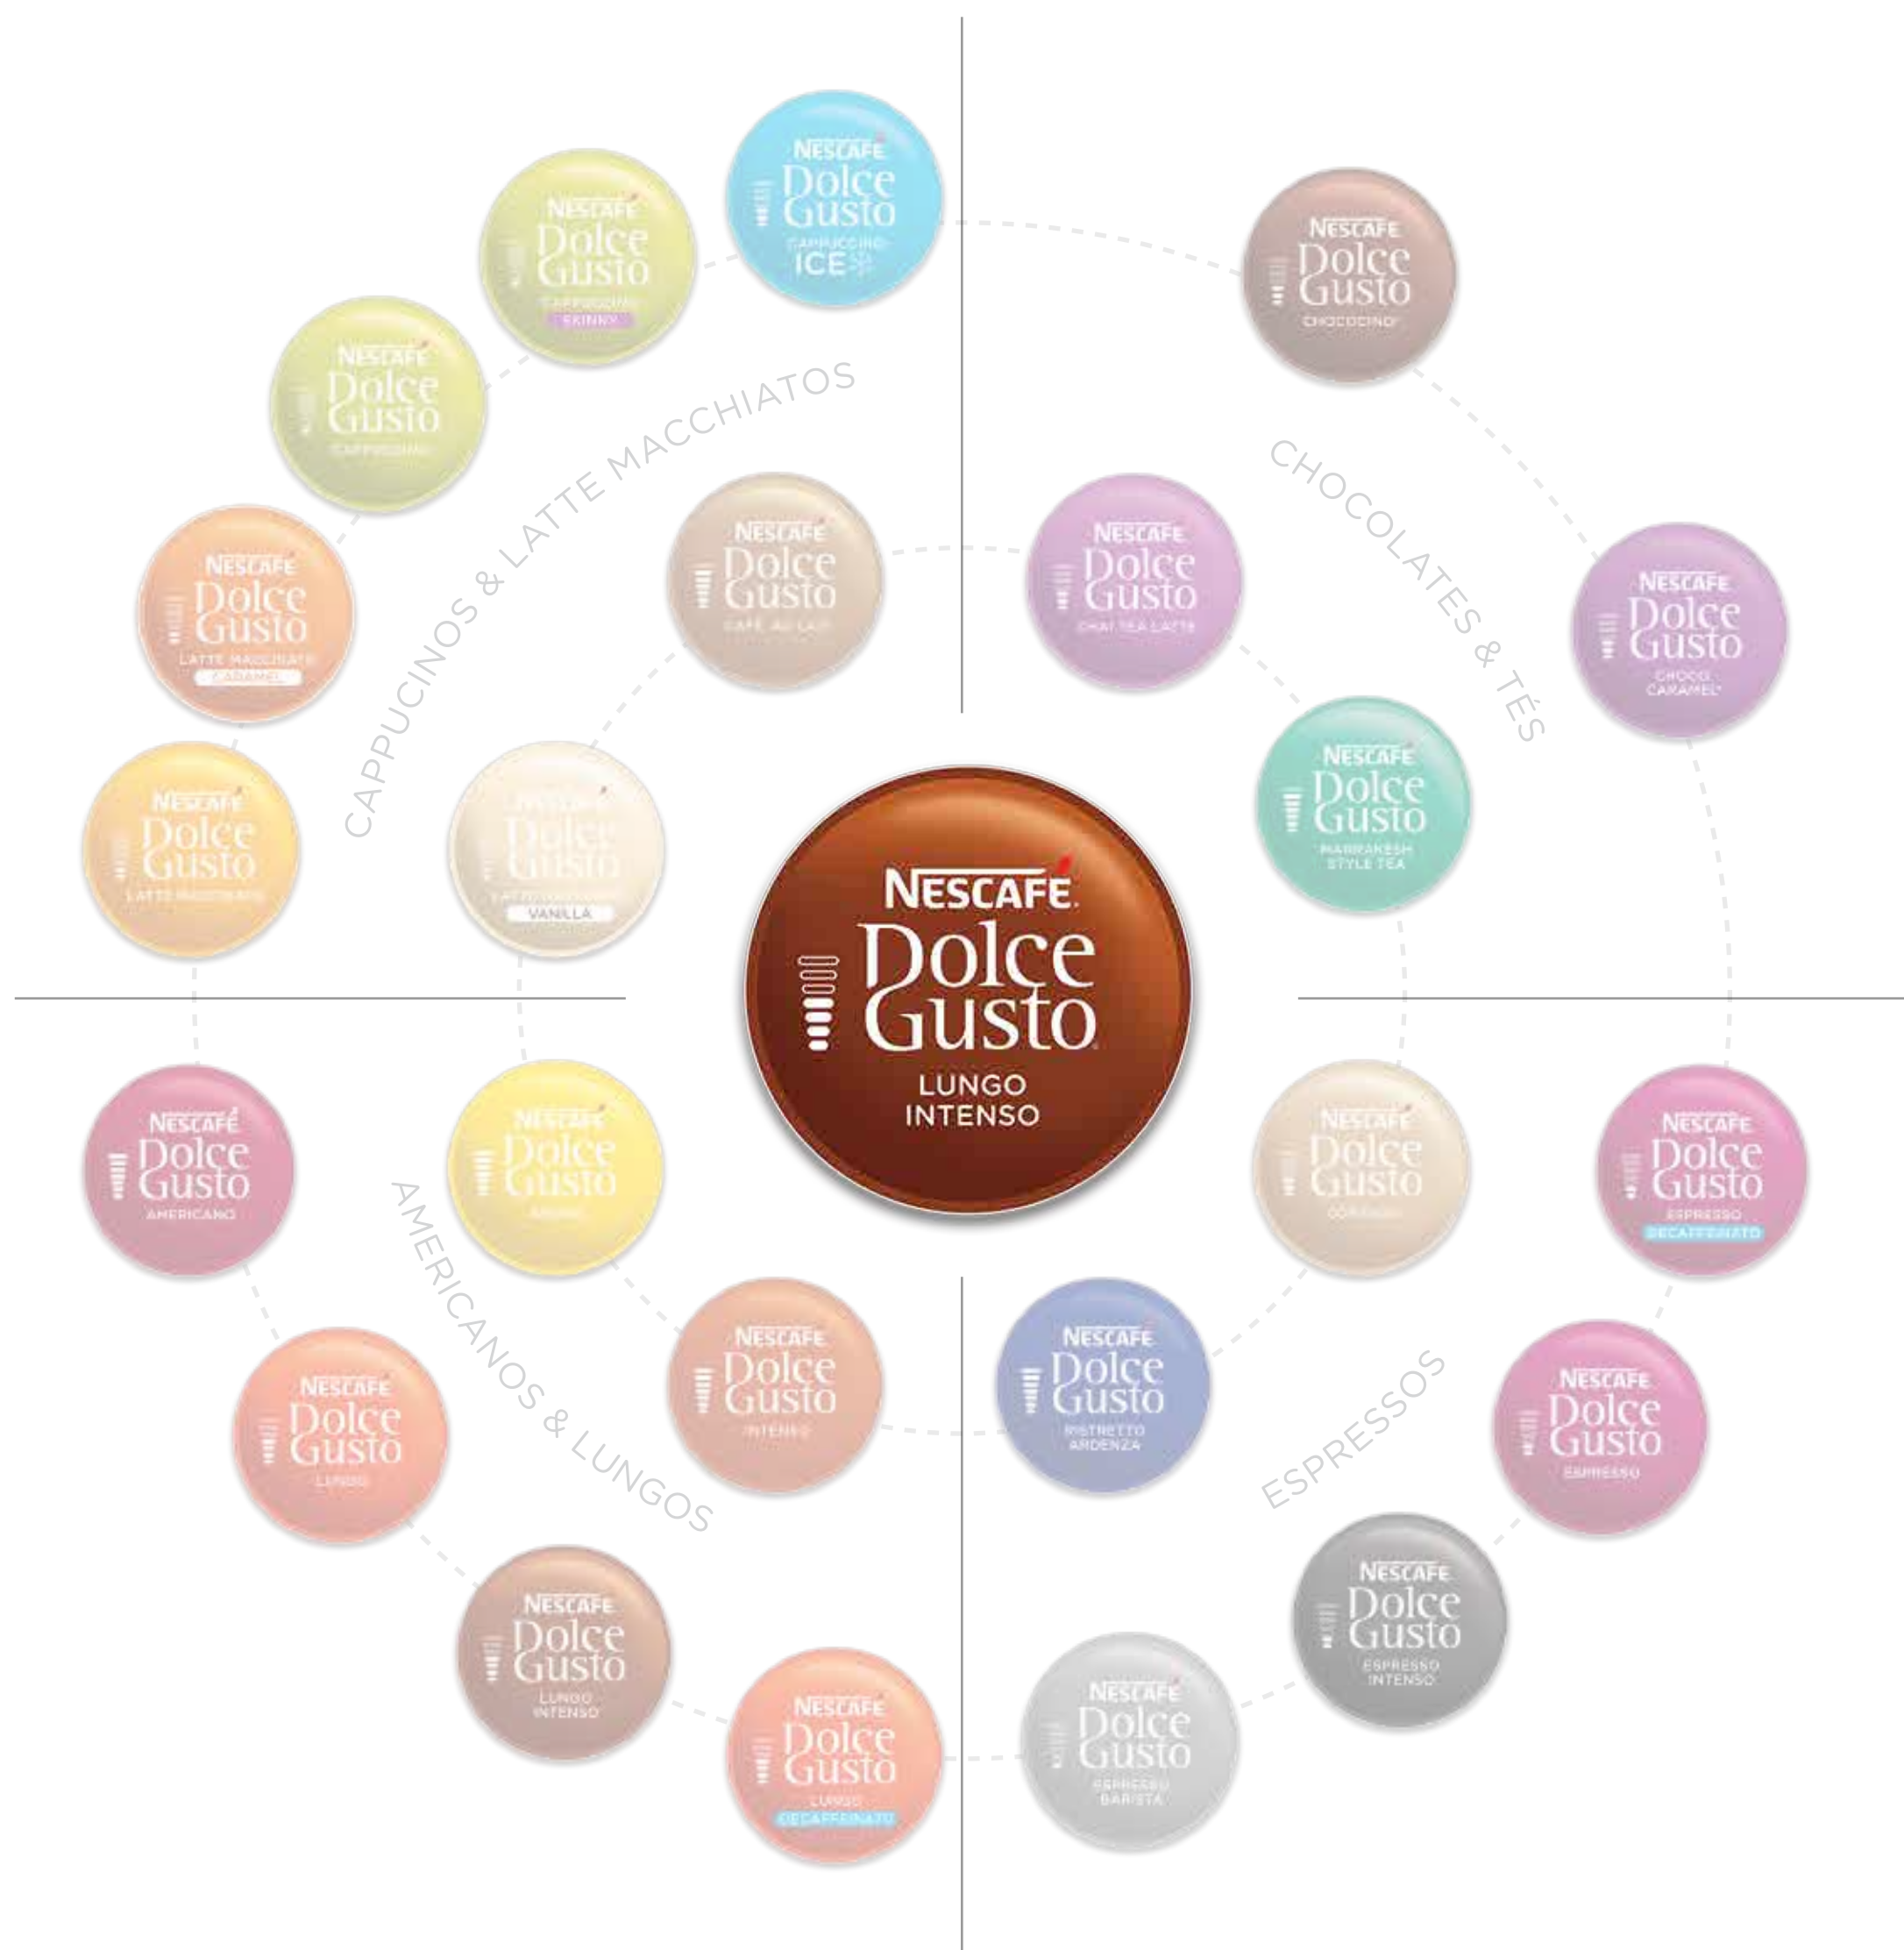 NESCAFÉ
Dolce
Gusto
CAPPUCCINO
ICE
NESCAFÉ
Dolce
Gusto
CAPPUCCINO
SKINNY
NESCAFÉ
Dolce
Gusto
CAPPUCCINO
NESCAFÉ
Dolce
Gusto
LATTE MACCHIATO
CARAMEL
NESCAFÉ
Dolce
Gusto
LATTE MACCHIATO
CAPPUCINOS & LATTE MACCHIATOS
NESCAFÉ
Dolce
Gusto
CAFÉ AU LAIT
Dolce
Gusto
VANILLA
NESCAFÉ
Dolce
Gusto
CHOCOCINO
NESCAFÉ
Dolce
Gusto
CHOCO
CARAMEL
CHOCOLATES & TÉS
NESCAFÉ
Dolce
Gusto
CHAI TEA LATTE
NESCAFÉ
Dolce
Gusto
MARRAKESH
STYLE TEA
NESCAFÉ.
Dolce
Gusto
LUNGO
INTENSO
NESCAFÉ
Dolce
Gusto
AMERICANO
NESCAFÉ
Dolce
Gusto
NESCAFÉ
Dolce
Gusto
LUNGO
NESCAFÉ
Dolce
Gusto
INTENSO
AMERICANOS & LUNGOS
NESCAFÉ
Dolce
Gusto
LUNGO
INTENSO
NESCAFÉ
Dolce
Gusto
LUNGO
DECAFFEINATO
NESCAFÉ
Dolce
Gusto
CORTADO
NESCAFÉ
Dolce
Gusto
ESPRESSO
DECAFFEINATO
NESCAFÉ
Dolce
Gusto
RISTRETTO
ARDENZA
NESCAFÉ
Dolce
Gusto
ESPRESSO
ESPRESSOS
NESCAFÉ
Dolce
Gusto
ESPRESSO
INTENSO
NESCAFÉ
Dolce
Gusto
ESPRESSO
BARISTA